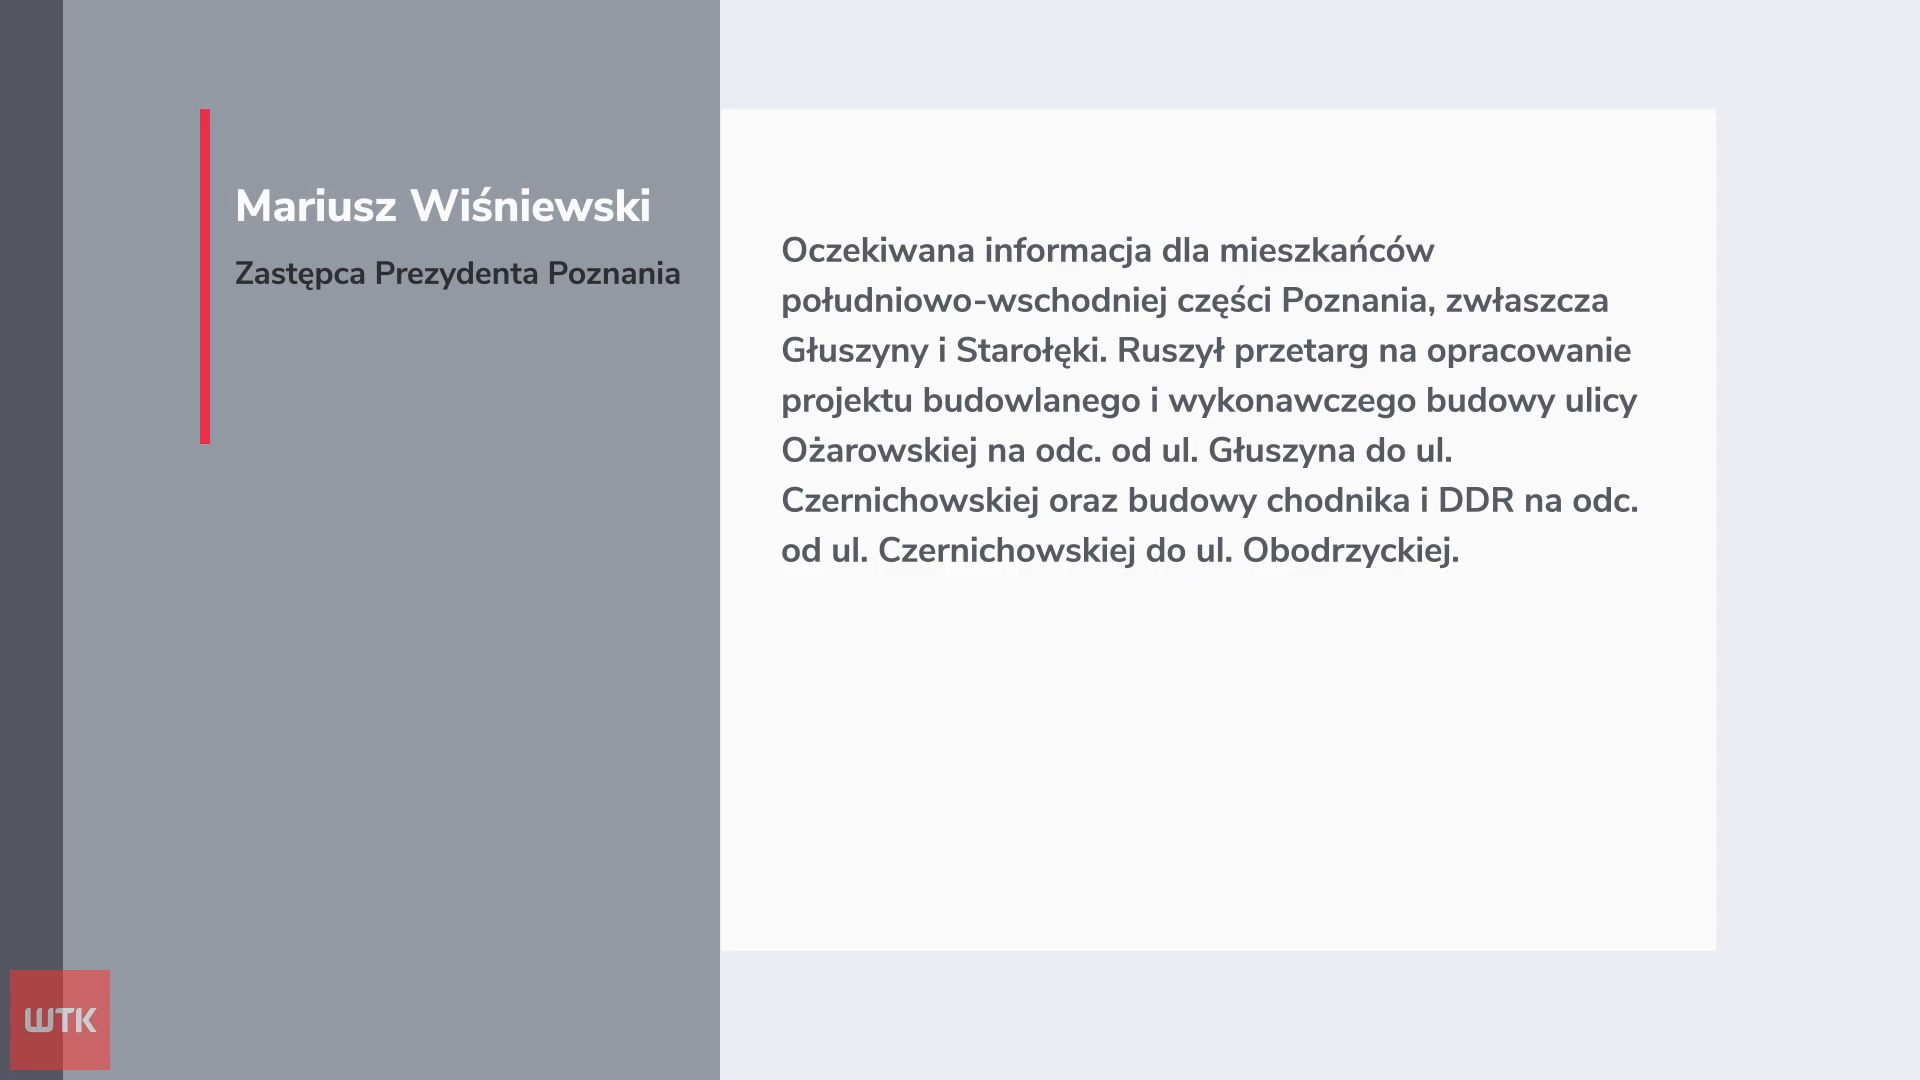 Mariusz Wiśniewski
Zastępca Prezydenta Poznania
Oczekiwana informacja dla mieszkańców
południowo-wschodniej części Poznania, zwłaszcza
Głuszyny i Starołęki. Ruszył przetarg na opracowanie
projektu budowlanego i wykonawczego budowy ulicy
Ożarowskiej na odc. od ul. Głuszyna do ul.
Czernichowskiej oraz budowy chodnika i DDR na odc.
od ul. Czernichowskiej do ul. Obodrzyckiej.
WTK